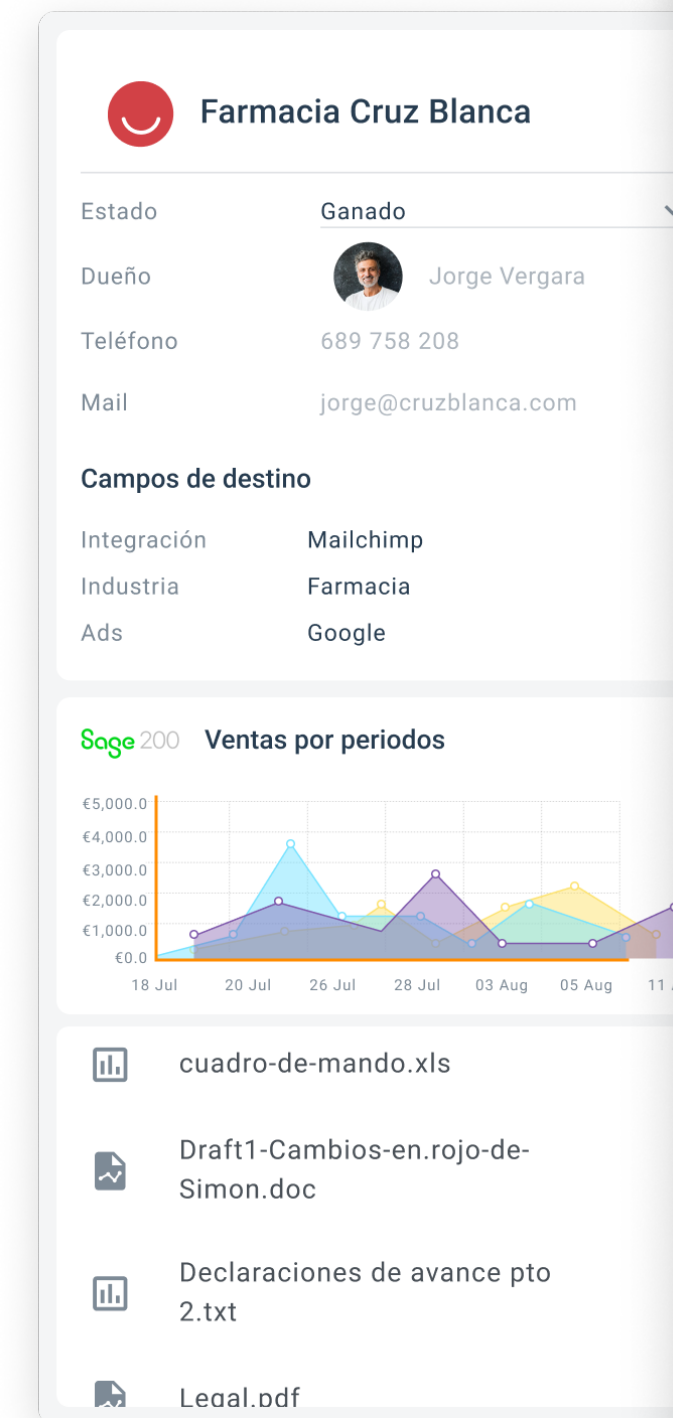 Farmacia Cruz Blanca
Estado Ganado
Dueño Jorge Vergara
Teléfono 689 758 208
Mail jorge@cruzblanca.com
Campos de destino
Integración Mailchimp
Industria Farmacia
Ads Google
Sage 200 Ventas por periodos
€5,000.0
€4,000.0
€3,000.0
€2,000.0
€1,000.0
€0.0
18 Jul 20 Jul 26 Jul 28 Jul 03 Aug 05 Aug 11
cuadro-de-mando.xls
Draft1-Cambios-en.rojo-de-
Simon.doc
Declaraciones de avance pto
2.txt
Legal.pdf